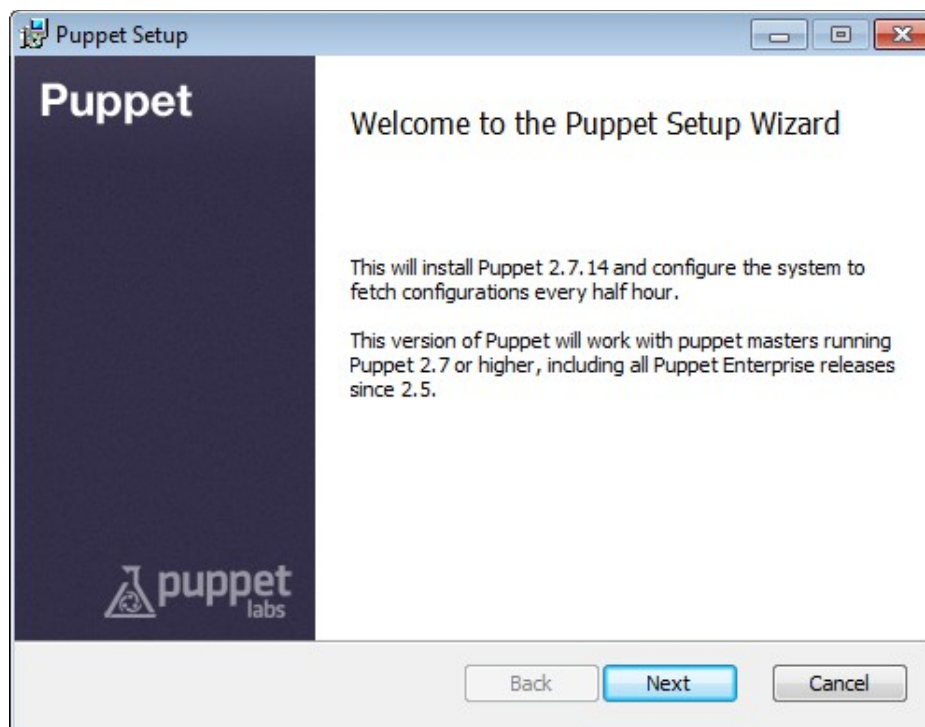 Puppet Setup
Puppet
Welcome to the Puppet Setup Wizard
This will install Puppet 2.7.14 and configure the system to
fetch configurations every half hour.
This version of Puppet will work with puppet masters running
Puppet 2.7 or higher, including all Puppet Enterprise releases
since 2.5.
puppet
labs
Back
Next
Cancel